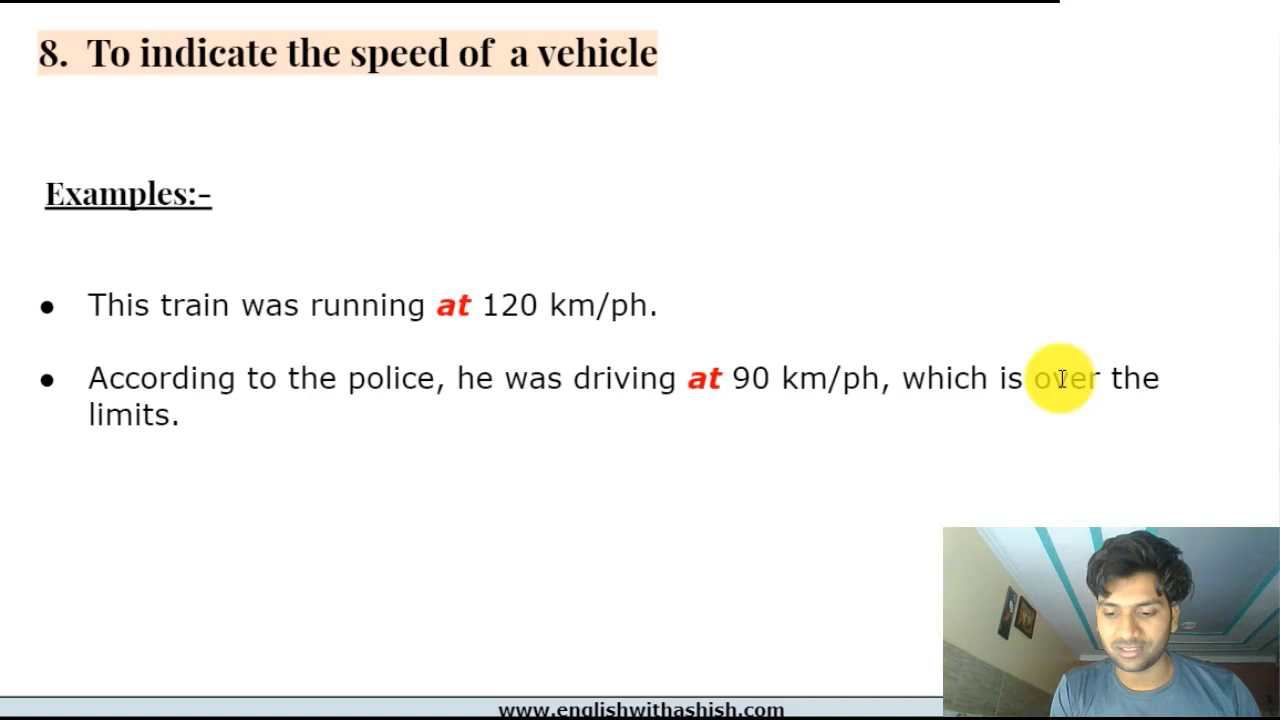 8. To indicate the speed of a vehicle
Examples:-
● This train was running at 120 km/ph.
● According to the police, he was driving at 90 km/ph, which is over the
limits.
www.englishwithashish.com